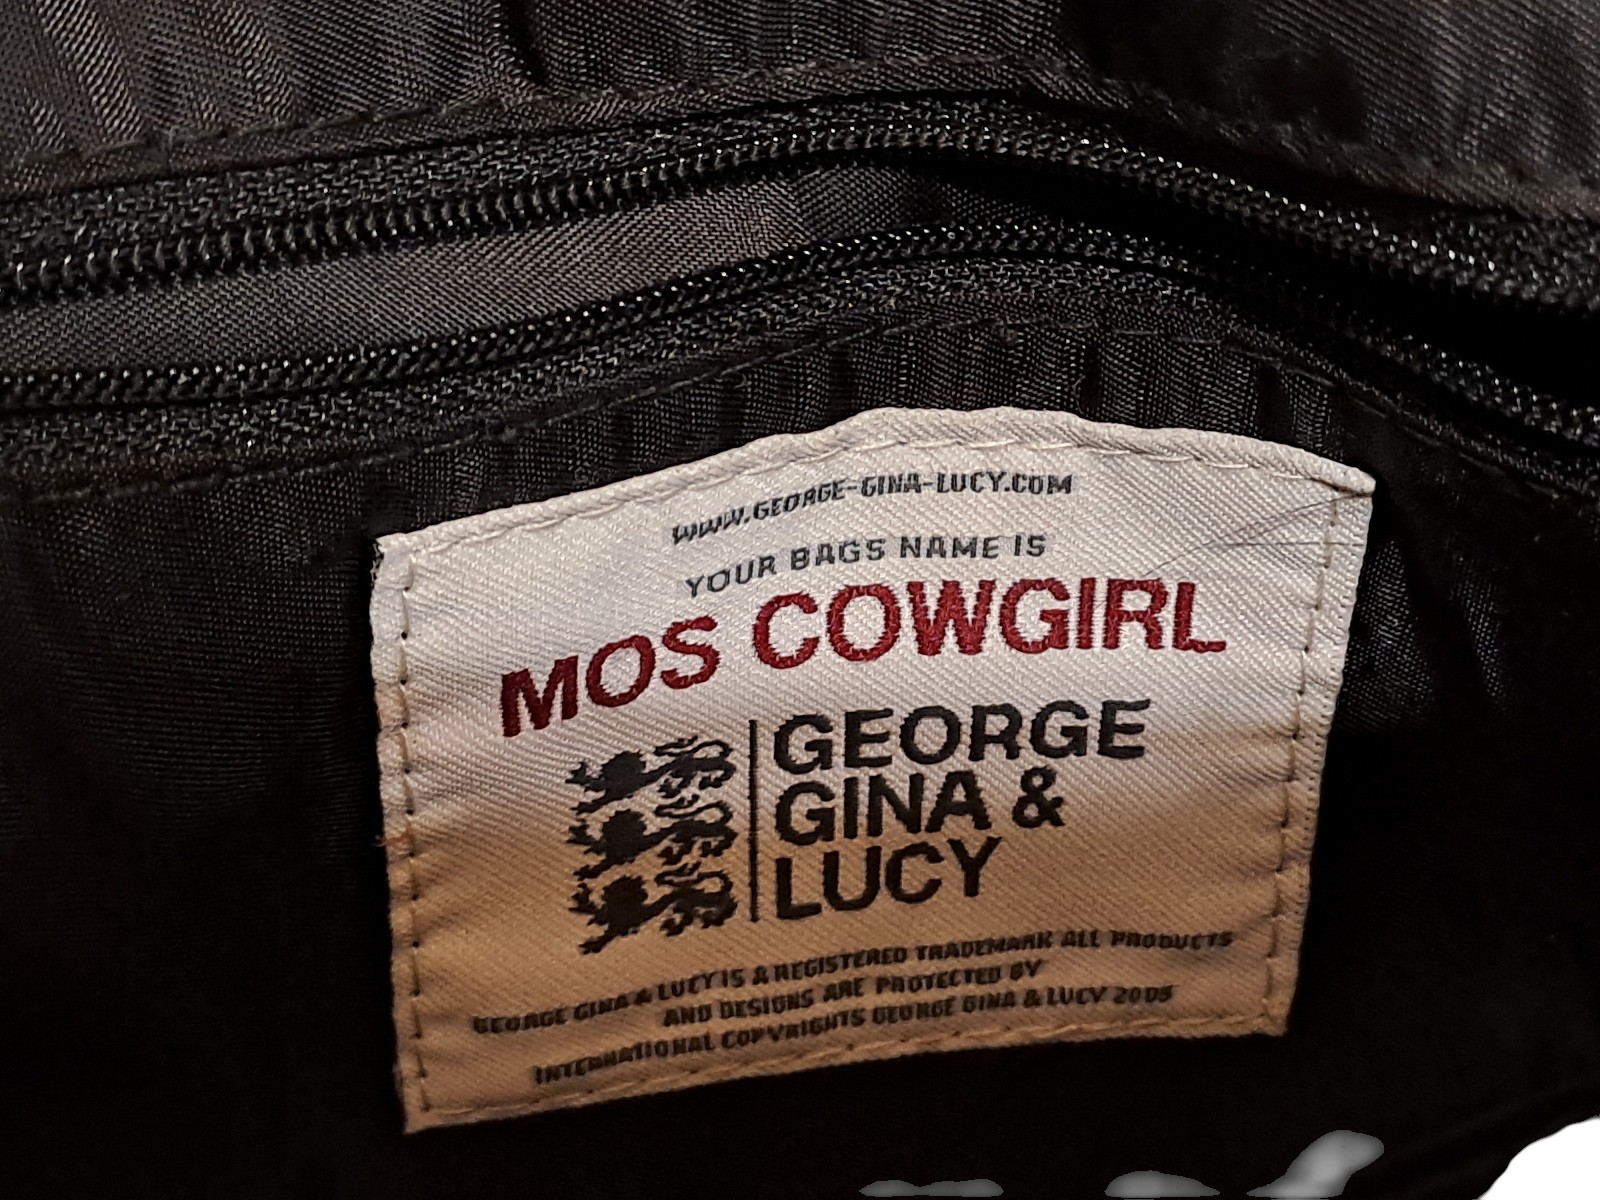 WWW.GEORGE-GINA-LUCY.COM
YOUR BAGS NAME IS
MOS COWGIRL
GEORGE
GINA &
LUCY
GEORGE GINA & LUCY IS A REGISTERED TRADEMARK ALL PRODUCTS
AND DESIGNS ARE PROTECTED BY
INTERNATIONAL COPYRIGHTS GEORGE GINA & LUCY 2005